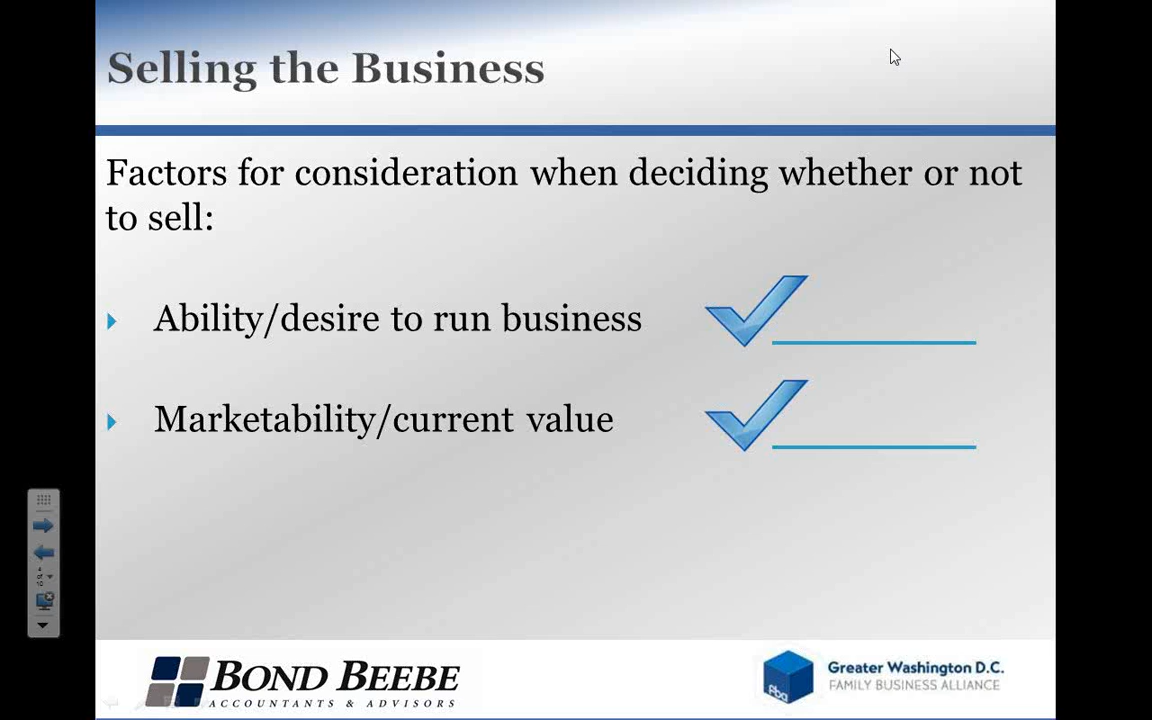 Selling the Business
Factors for consideration when deciding whether or not
to sell:
Ability/desire to run business
Marketability/current value
BOND BEEBE
ACCOUNTANTS & ADVISORS
fba
Greater Washington D.C.
FAMILY BUSINESS ALLIANCE